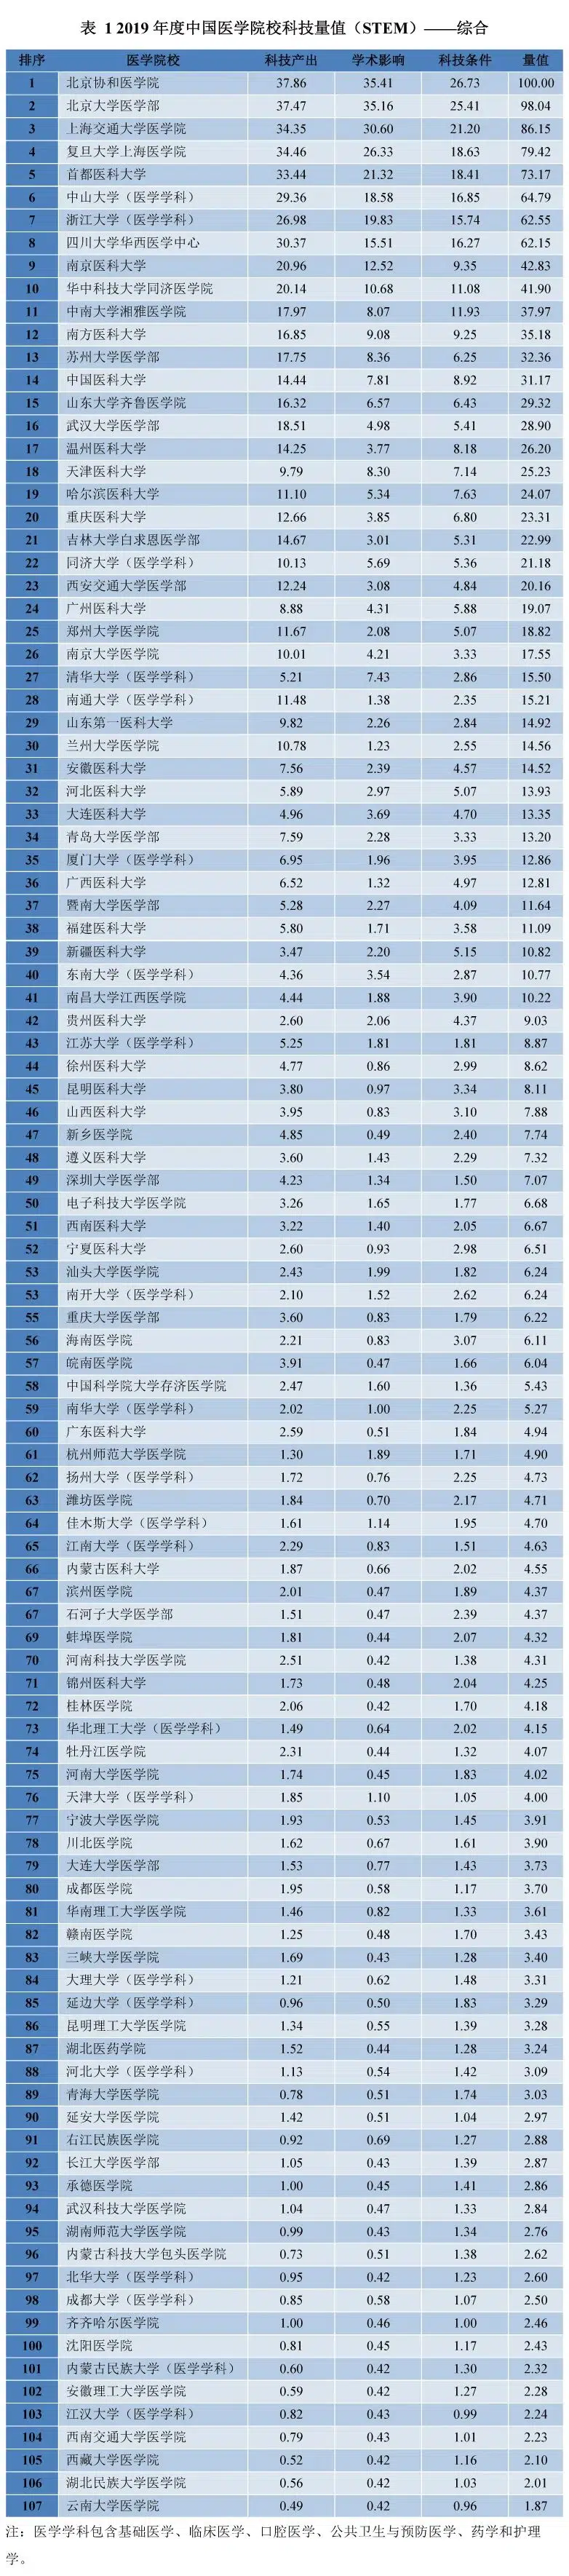 表 1 2019 年度中国医学院校科技量值（STEM）——综合
排序 医学院校 科技产出 学术影响 科技条件 量值
1 北京协和医学院 37.86 35.41 26.73 100.00
2 北京大学医学部 37.47 35.16 25.41 98.04
3 上海交通大学医学院 34.35 30.60 21.20 86.15
4 复旦大学上海医学院 34.46 26.33 18.63 79.42
5 首都医科大学 33.44 21.32 18.41 73.17
6 中山大学（医学学科） 29.36 18.58 16.85 64.79
7 浙江大学（医学学科） 26.98 19.83 15.74 62.55
8 四川大学华西医学中心 30.37 15.51 16.27 62.15
9 南京医科大学 20.96 12.52 9.35 42.83
10 华中科技大学同济医学院 20.14 10.68 11.08 41.90
11 中南大学湘雅医学院 17.97 8.07 11.93 37.97
12 南方医科大学 16.85 9.08 9.25 35.18
13 苏州大学医学部 17.75 8.36 6.25 32.36
14 中国医科大学 14.44 7.81 8.92 31.17
15 山东大学齐鲁医学院 16.32 6.57 6.43 29.32
16 武汉大学医学部 18.51 4.98 5.41 28.90
17 温州医科大学 14.25 3.77 8.18 26.20
18 天津医科大学 9.79 8.30 7.14 25.23
19 哈尔滨医科大学 11.10 5.34 7.63 24.07
20 重庆医科大学 12.66 3.85 6.80 23.31
21 吉林大学白求恩医学部 14.67 3.01 5.31 22.99
22 同济大学（医学学科） 10.13 5.69 5.36 21.18
23 西安交通大学医学部 12.24 3.08 4.84 20.16
24 广州医科大学 8.88 4.31 5.88 19.07
25 郑州大学医学院 11.67 2.08 5.07 18.82
26 南京大学医学院 10.01 4.21 3.33 17.55
27 清华大学（医学学科） 5.21 7.43 2.86 15.50
28 南通大学（医学学科） 11.48 1.38 2.35 15.21
29 山东第一医科大学 9.82 2.26 2.84 14.92
30 兰州大学医学院 10.78 1.23 2.55 14.56
31 安徽医科大学 7.56 2.39 4.57 14.52
32 河北医科大学 5.89 2.97 5.07 13.93
33 大连医科大学 4.96 3.69 4.70 13.35
34 青岛大学医学部 7.59 2.28 3.33 13.20
35 厦门大学（医学学科） 6.95 1.96 3.95 12.86
36 广西医科大学 6.52 1.32 4.97 12.81
37 暨南大学医学部 5.28 2.27 4.09 11.64
38 福建医科大学 5.80 1.71 3.58 11.09
39 新疆医科大学 3.47 2.20 5.15 10.82
40 东南大学（医学学科） 4.36 3.54 2.87 10.77
41 南昌大学江西医学院 4.44 1.88 3.90 10.22
42 贵州医科大学 2.60 2.06 4.37 9.03
43 江苏大学（医学学科） 5.25 1.81 1.81 8.87
44 徐州医科大学 4.77 0.86 2.99 8.62
45 昆明医科大学 3.80 0.97 3.34 8.11
46 山西医科大学 3.95 0.83 3.10 7.88
47 新乡医学院 4.85 0.49 2.40 7.74
48 遵义医科大学 3.60 1.43 2.29 7.32
49 深圳大学医学部 4.23 1.34 1.50 7.07
50 电子科技大学医学院 3.26 1.65 1.77 6.68
51 西南医科大学 3.22 1.40 2.05 6.67
52 宁夏医科大学 2.60 0.93 2.98 6.51
53 汕头大学医学院 2.43 1.99 1.82 6.24
53 南开大学（医学学科） 2.10 1.52 2.62 6.24
55 重庆大学医学部 3.60 0.83 1.79 6.22
56 海南医学院 2.21 0.83 3.07 6.11
57 皖南医学院 3.91 0.47 1.66 6.04
58 中国科学院大学存济医学院 2.47 1.60 1.36 5.43
59 南华大学（医学学科） 2.02 1.00 2.25 5.27
60 广东医科大学 2.59 0.51 1.84 4.94
61 杭州师范大学医学院 1.30 1.89 1.71 4.90
62 扬州大学（医学学科） 1.72 0.76 2.25 4.73
63 潍坊医学院 1.84 0.70 2.17 4.71
64 佳木斯大学（医学学科） 1.61 1.14 1.95 4.70
65 江南大学（医学学科） 2.29 0.83 1.51 4.63
66 内蒙古医科大学 1.87 0.66 2.02 4.55
67 滨州医学院 2.01 0.47 1.89 4.37
67 石河子大学医学部 1.51 0.47 2.39 4.37
69 蚌埠医学院 1.81 0.44 2.07 4.32
70 河南科技大学医学院 2.51 0.42 1.38 4.31
71 锦州医科大学 1.73 0.48 2.04 4.25
72 桂林医学院 2.06 0.42 1.70 4.18
73 华北理工大学（医学学科） 1.49 0.64 2.02 4.15
74 牡丹江医学院 2.31 0.44 1.32 4.07
75 河南大学医学院 1.74 0.45 1.83 4.02
76 天津大学（医学学科） 1.85 1.10 1.05 4.00
77 宁波大学医学院 1.93 0.53 1.45 3.91
78 川北医学院 1.62 0.67 1.61 3.90
79 大连大学医学部 1.53 0.77 1.43 3.73
80 成都医学院 1.95 0.58 1.17 3.70
81 华南理工大学医学院 1.46 0.82 1.33 3.61
82 赣南医学院 1.25 0.48 1.70 3.43
83 三峡大学医学院 1.69 0.43 1.28 3.40
84 大理大学（医学学科） 1.21 0.62 1.48 3.31
85 延边大学（医学学科） 0.96 0.50 1.83 3.29
86 昆明理工大学医学院 1.34 0.55 1.39 3.28
87 湖北医药学院 1.52 0.44 1.28 3.24
88 河北大学（医学学科） 1.13 0.54 1.42 3.09
89 青海大学医学院 0.78 0.51 1.74 3.03
90 延安大学医学院 1.42 0.51 1.04 2.97
91 右江民族医学院 0.92 0.69 1.27 2.88
92 长江大学医学部 1.05 0.43 1.39 2.87
93 承德医学院 1.00 0.45 1.41 2.86
94 武汉科技大学医学院 1.04 0.47 1.33 2.84
95 湖南师范大学医学院 0.99 0.43 1.34 2.76
96 内蒙古科技大学包头医学院 0.73 0.51 1.38 2.62
97 北华大学（医学学科） 0.95 0.42 1.23 2.60
98 成都大学（医学学科） 0.85 0.58 1.07 2.50
99 齐齐哈尔医学院 1.00 0.46 1.00 2.46
100 沈阳医学院 0.81 0.45 1.17 2.43
101 内蒙古民族大学（医学学科） 0.60 0.42 1.30 2.32
102 安徽理工大学医学院 0.59 0.42 1.27 2.28
103 江汉大学（医学学科） 0.82 0.43 0.99 2.24
104 西南交通大学医学院 0.79 0.43 1.01 2.23
105 西藏大学医学院 0.52 0.42 1.16 2.10
106 湖北民族大学医学院 0.56 0.42 1.03 2.01
107 云南大学医学院 0.49 0.42 0.96 1.87
注：医学学科包含基础医学、临床医学、口腔医学、公共卫生与预防医学、药学和护理
学。